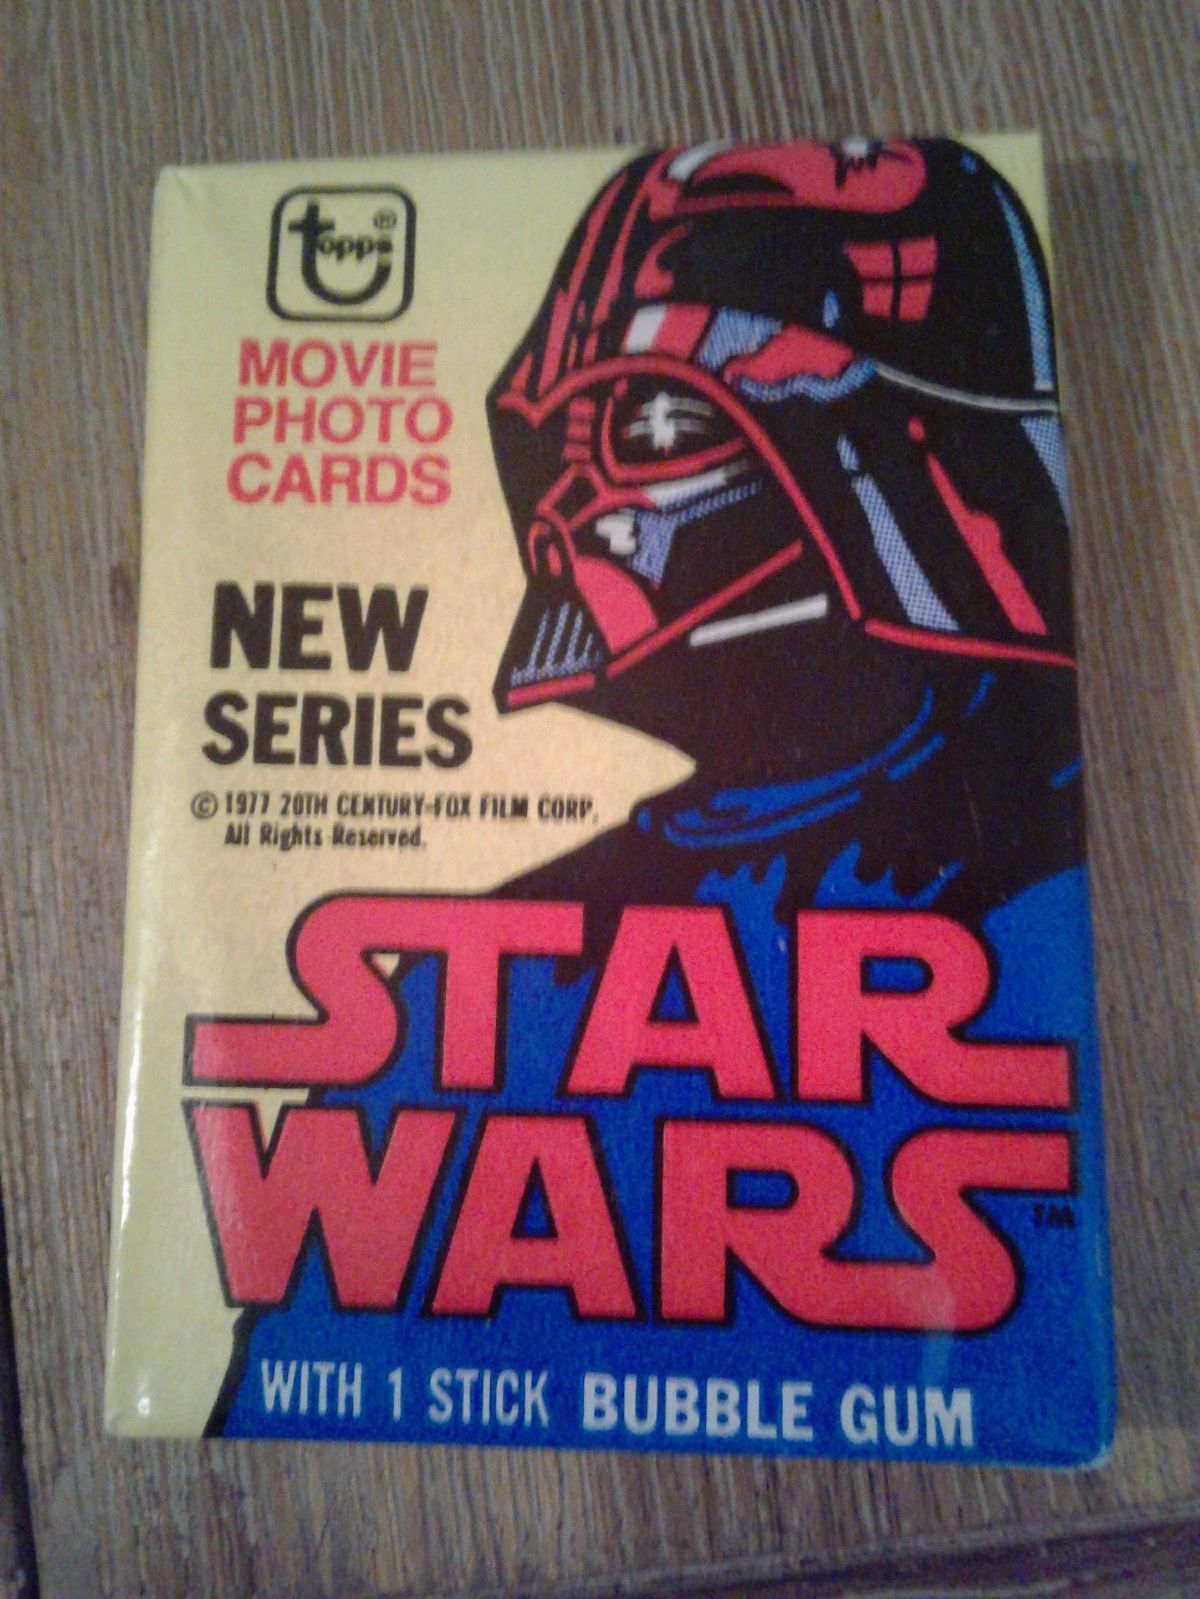 topps®
MOVIE
PHOTO
CARDS
NEW
SERIES
© 1977 20TH CENTURY-FOX FILM CORP.
All Rights Reserved.
STAR
WARS TM
WITH 1 STICK BUBBLE GUM